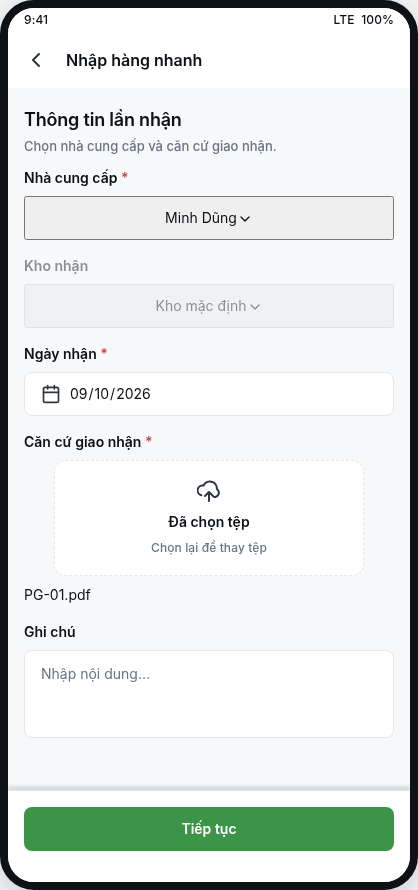 9:41
LTE 100%
Nhập hàng nhanh
Thông tin lần nhận
Chọn nhà cung cấp và căn cứ giao nhận.
Nhà cung cấp *
Minh Dũng
Kho nhận
Kho mặc định
Ngày nhận *
09/10/2026
Căn cứ giao nhận *
Đã chọn tệp
Chọn lại để thay tệp
PG-01.pdf
Ghi chú
Nhập nội dung...
Tiếp tục